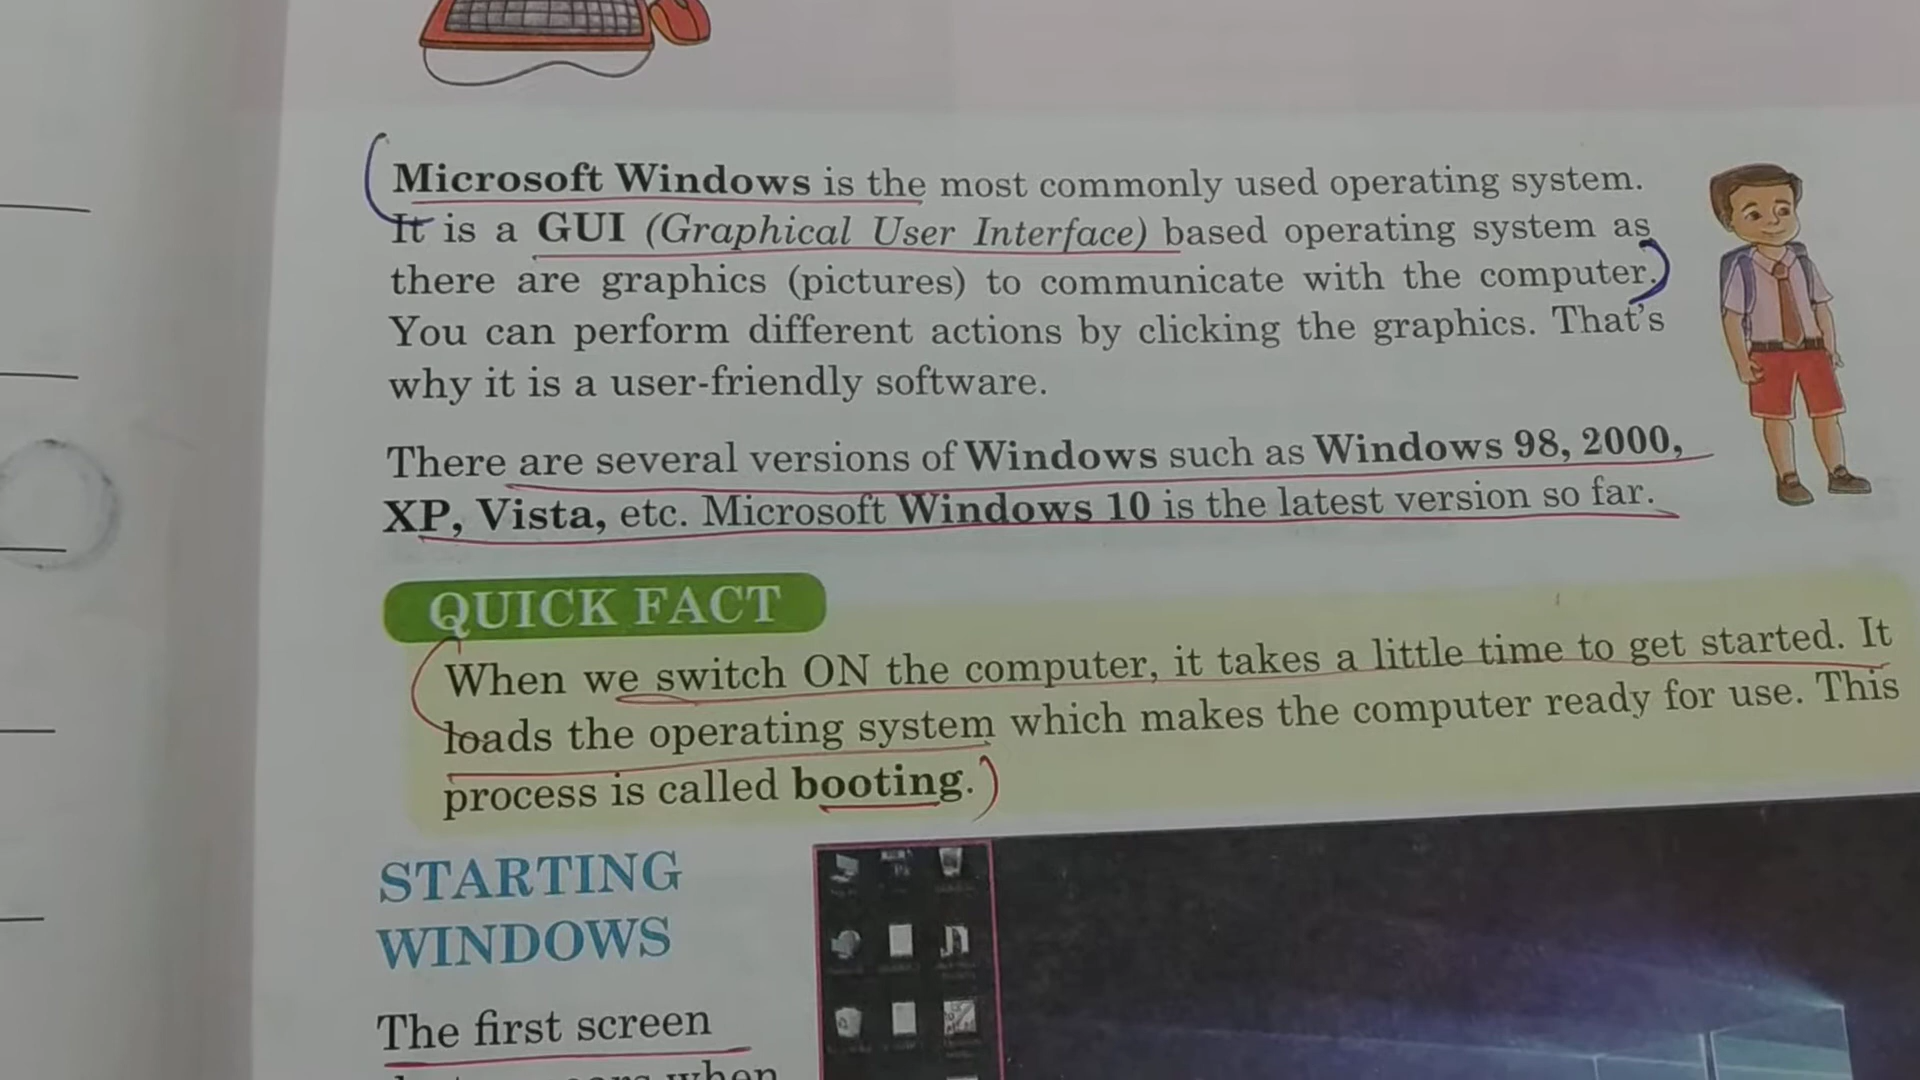 Microsoft Windows is the most commonly used operating system.
It is a GUI (Graphical User Interface) based operating system as
there are graphics (pictures) to communicate with the computer.
You can perform different actions by clicking the graphics. That's
why it is a user-friendly software.
There are several versions of Windows such as Windows 98, 2000,
XP, Vista, etc. Microsoft Windows 10 is the latest version so far.
QUICK FACT
When we switch ON the computer, it takes a little time to get started. It
loads the operating system which makes the computer ready for use. This
process is called booting.
STARTING
WINDOWS
The first screen
when